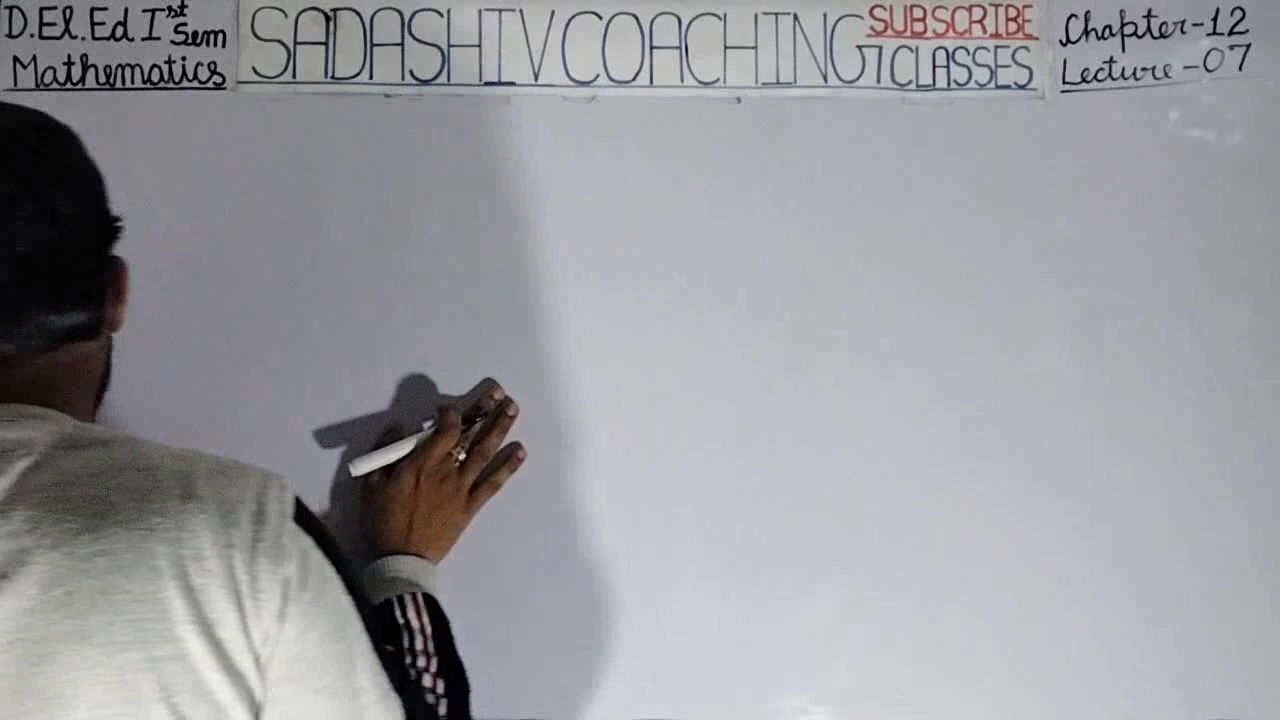 D.El.Ed Ist Sem
Mathematics
SADASHIV COACHING CLASSES
SUBSCRIBE
Chapter-12
Lecture-07